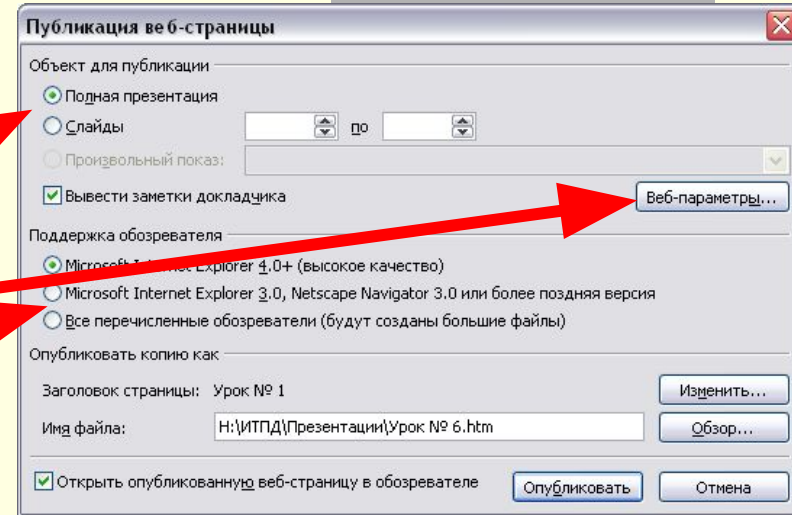 Публикация веб-страницы
Объект для публикации
Полная презентация
Слайды по
Произвольный показ:
Вывести заметки докладчика Веб-параметры...
Поддержка обозревателя
Microsoft Internet Explorer 4.0+ (высокое качество)
Microsoft Internet Explorer 3.0, Netscape Navigator 3.0 или более поздняя версия
Все перечисленные обозреватели (будут созданы большие файлы)
Опубликовать копию как
Заголовок страницы: Урок № 1 Изменить...
Имя файла: H:\ИТПД\Презентации\Урок № 6.htm Обзор...
Открыть опубликованную веб-страницу в обозревателе Опубликовать Отмена